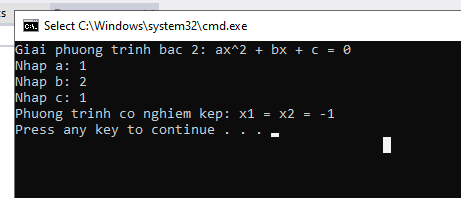 Select C:\Windows\system32\cmd.exe
Giai phuong trinh bac 2: ax^2 + bx + c = 0
Nhap a: 1
Nhap b: 2
Nhap c: 1
Phuong trinh co nghiem kep: x1 = x2 = -1
Press any key to continue . . .